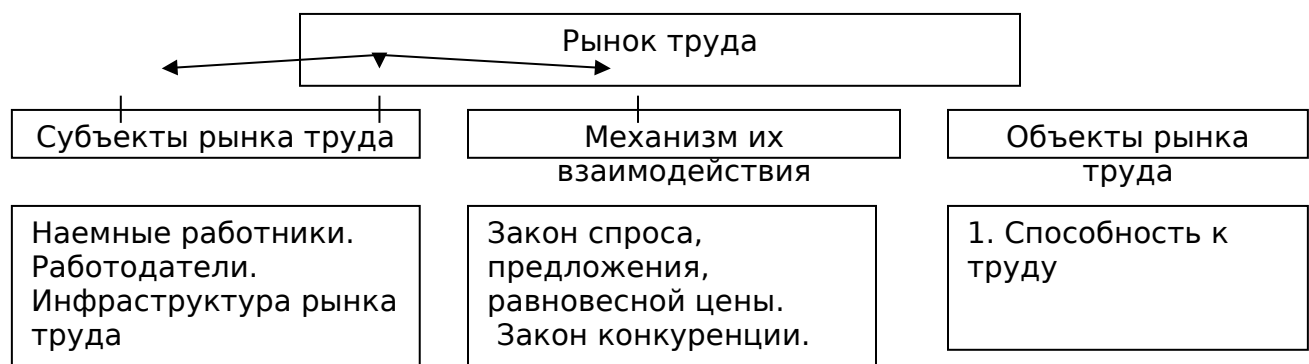 Рынок труда
Субъекты рынка труда
Механизм их
взаимодействия
Объекты рынка
труда
Наемные работники.
Работодатели.
Инфраструктура рынка
труда
Закон спроса,
предложения,
равновесной цены.
Закон конкуренции.
1. Способность к
труду